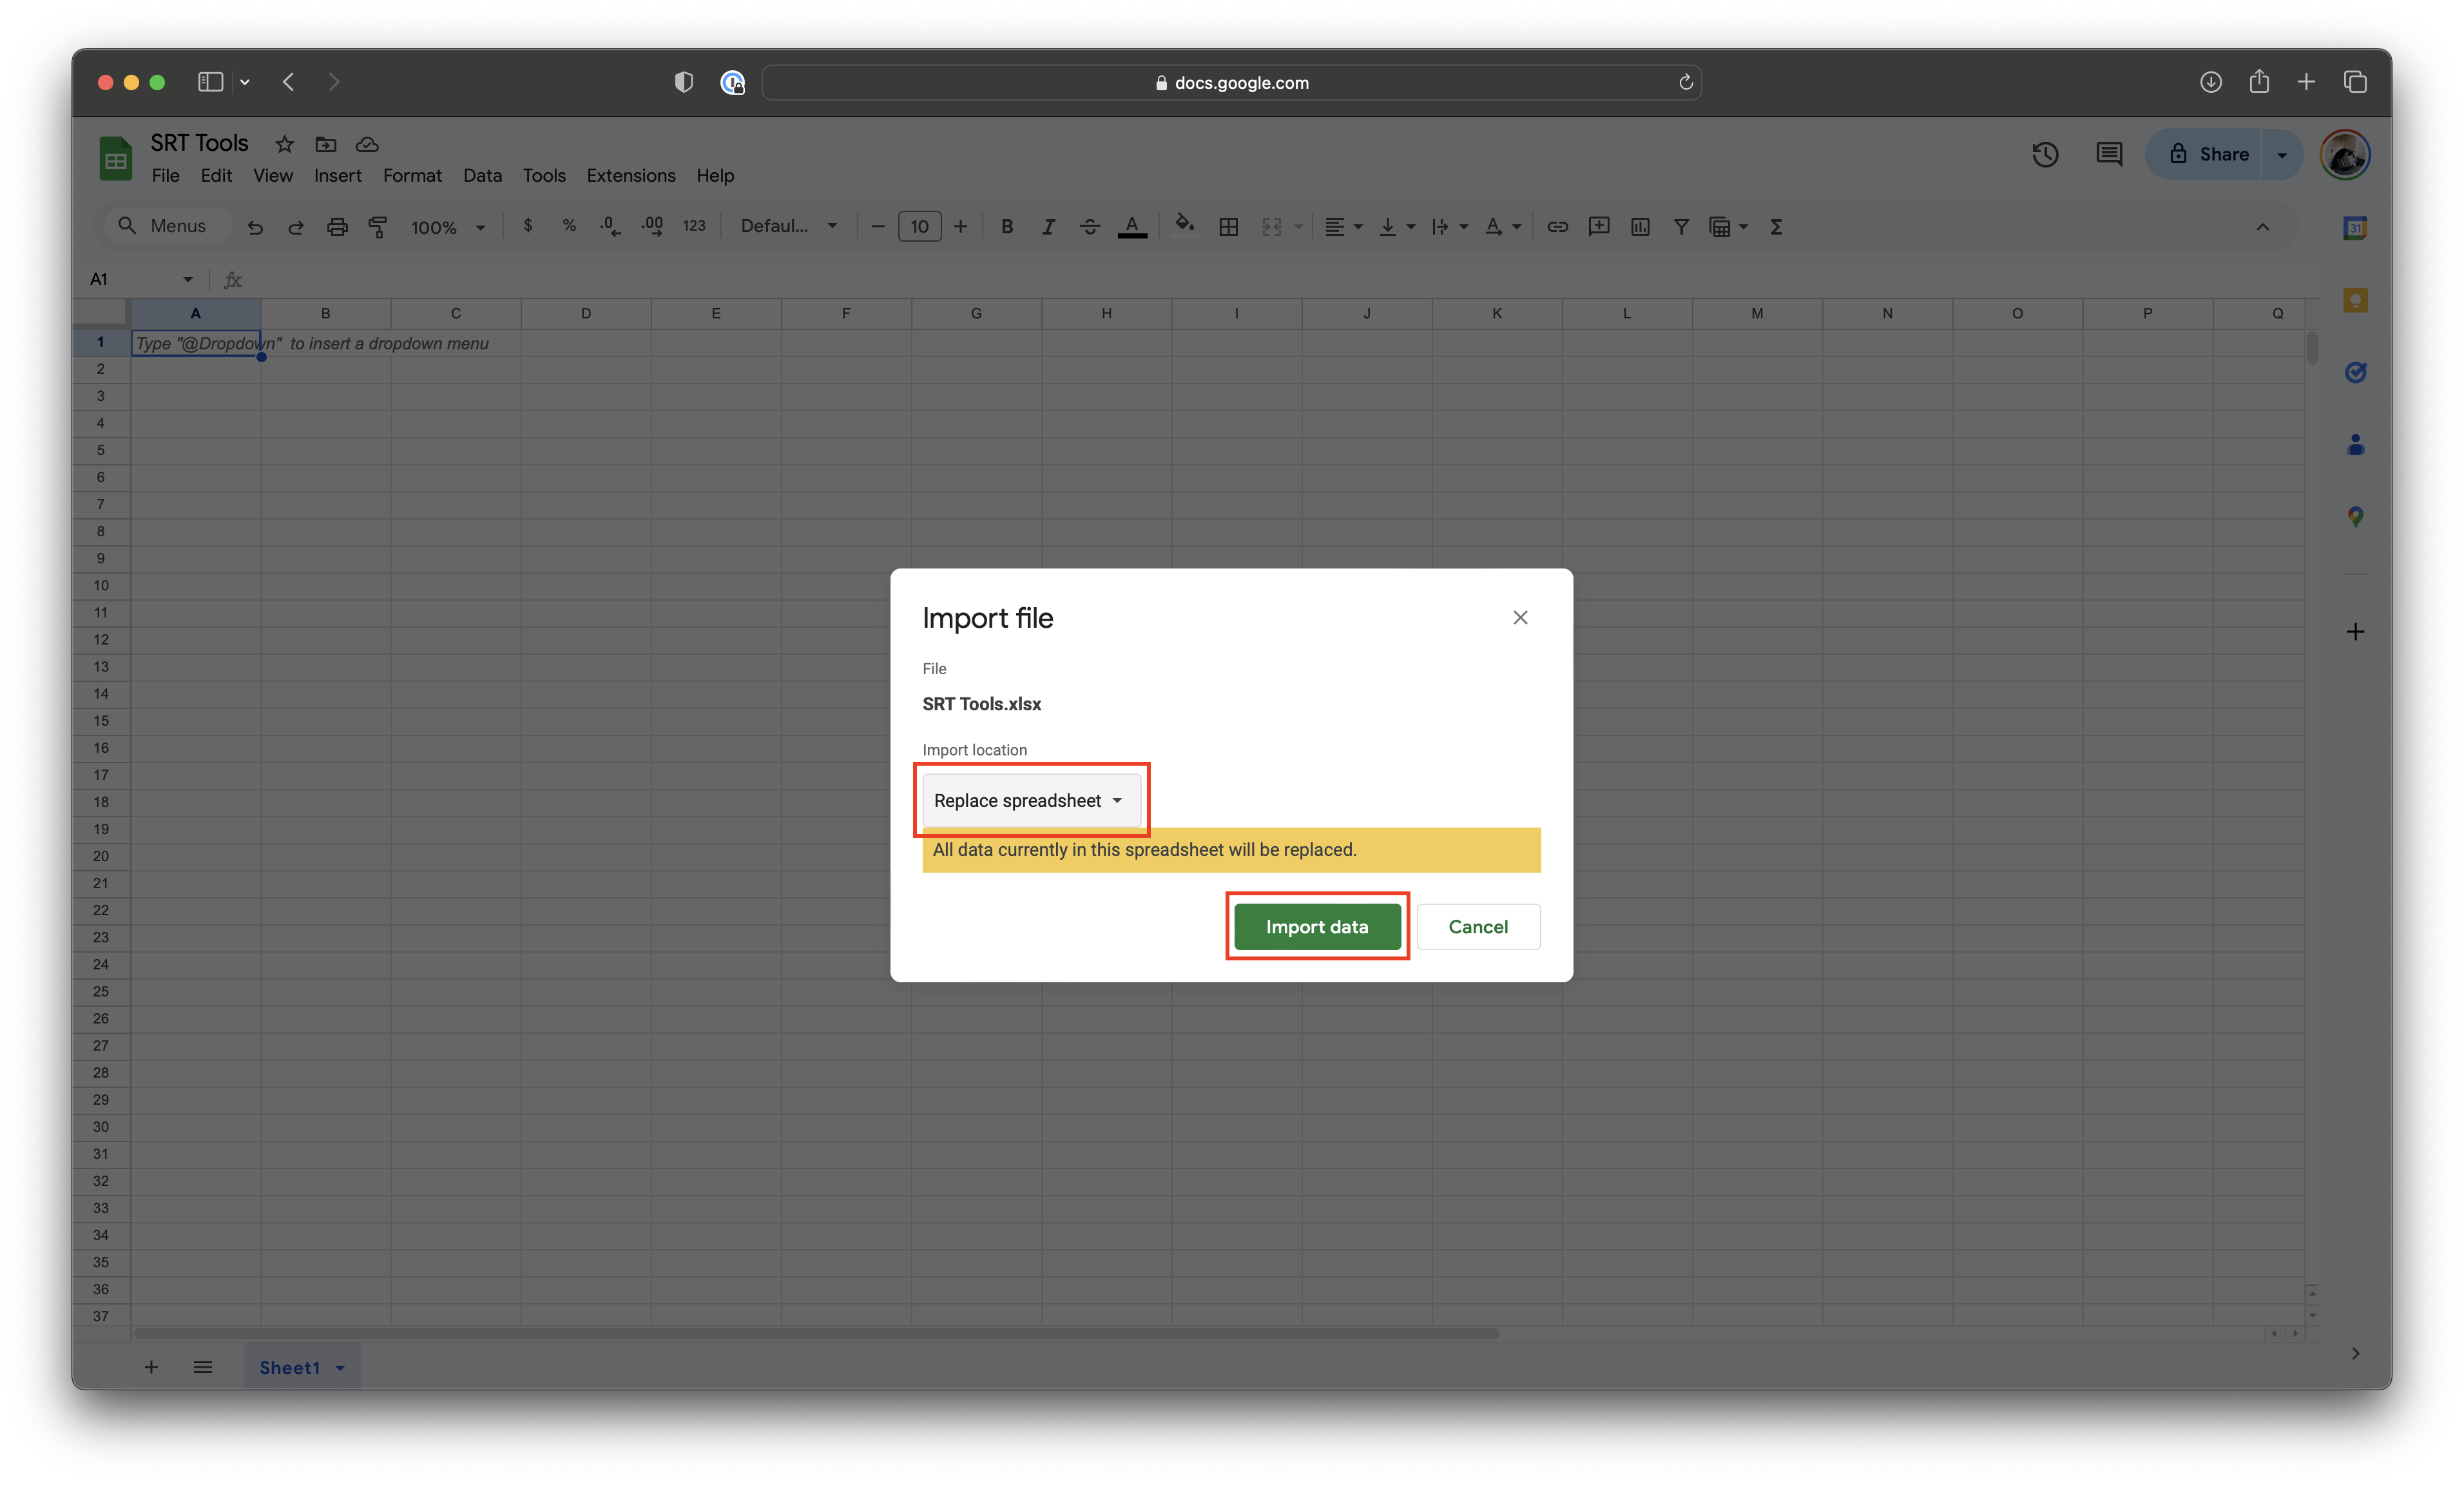 docs.google.com
SRT Tools
File Edit View Insert Format Data Tools Extensions Help
Share
Menus 100% $ % .0 .00 123 Defaul... 10 B I A
31
A1 fx
A B C D E F G H I J K L M N O P Q
1 Type "@Dropdown" to insert a dropdown menu
2
3
4
5
6
7
8
9
10
11
12
13
14
15
16
17
18
19
20
21
22
23
24
25
26
27
28
29
30
31
32
33
34
35
36
37
Import file
File
SRT Tools.xlsx
Import location
Replace spreadsheet
All data currently in this spreadsheet will be replaced.
Import data Cancel
Sheet1